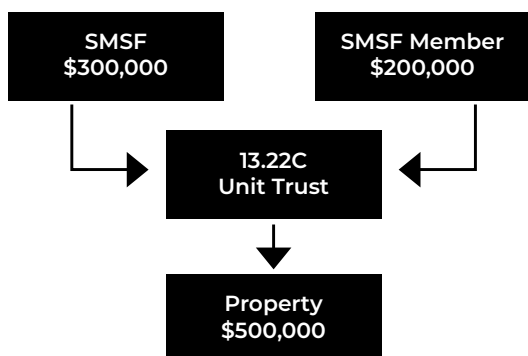 SMSF
$300,000
SMSF Member
$200,000
13.22C
Unit Trust
Property
$500,000